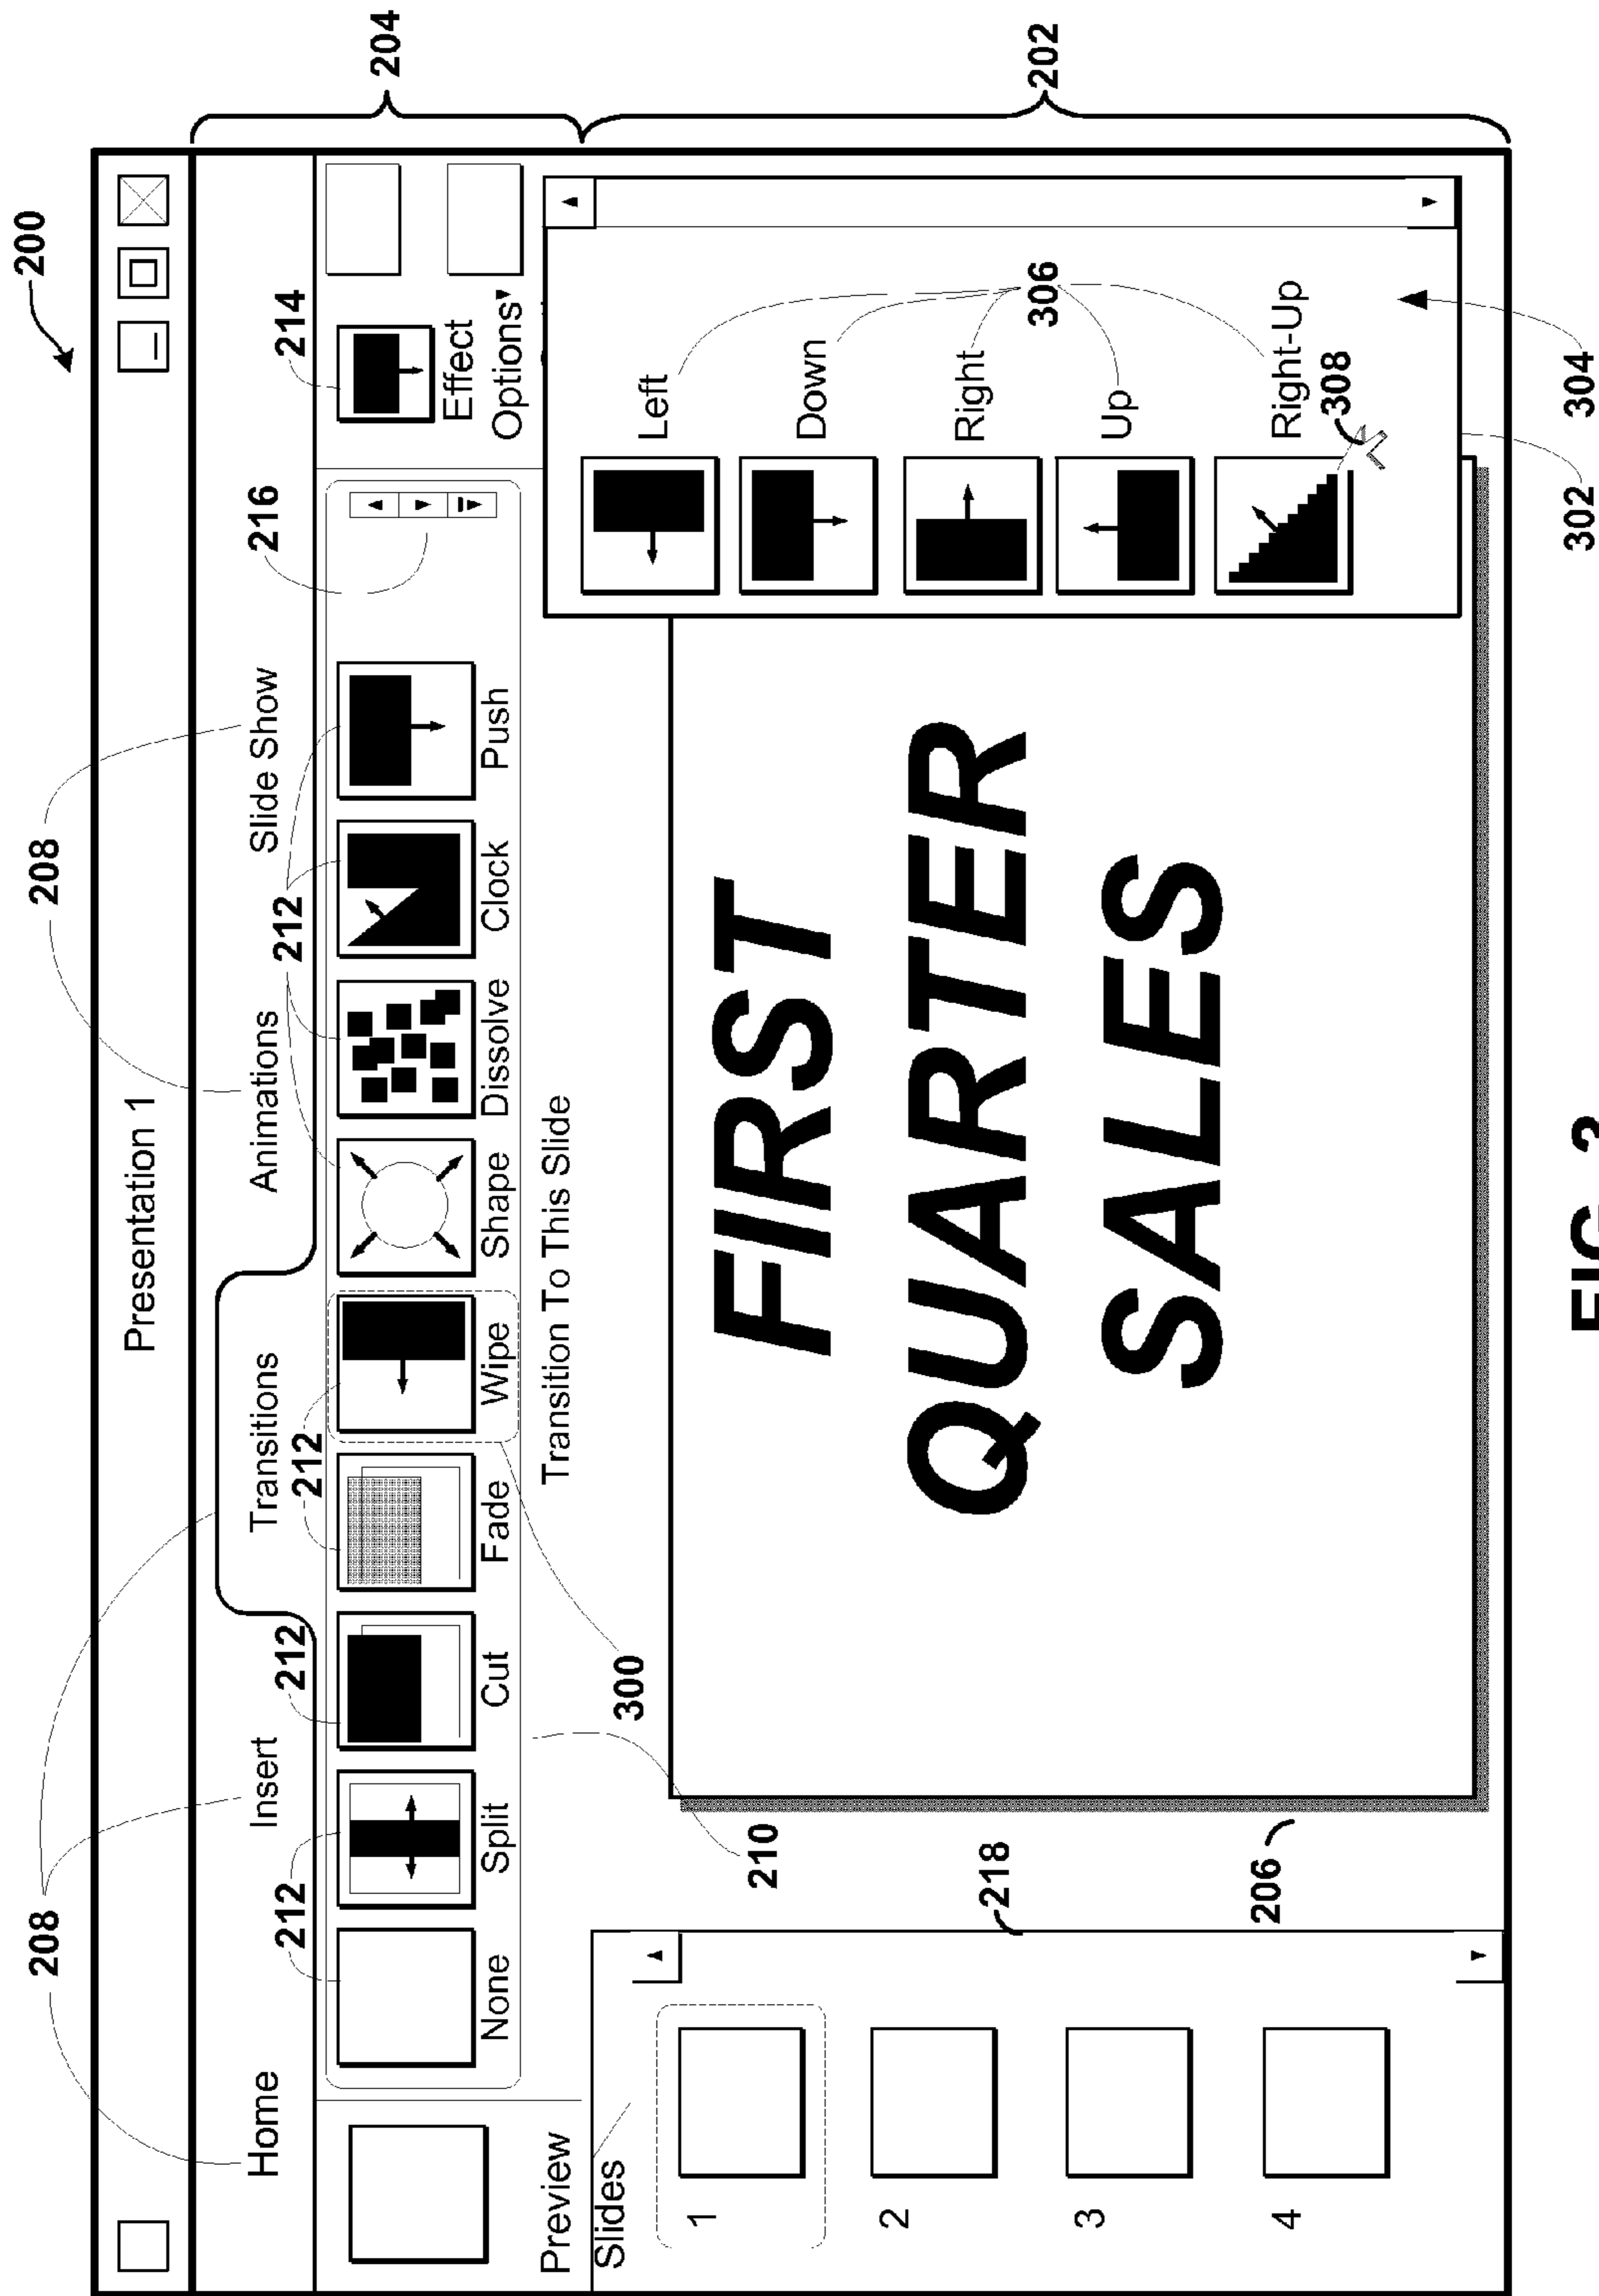 200
Presentation 1
208
208
Home
Insert
Transitions
Animations
Slide Show
212
212
212
212
216
214
204
None
Split
Cut
Fade
Wipe
Shape
Dissolve
Clock
Push
Effect
Options
Preview
Transition To This Slide
Slides
300
210
1
2
3
4
218
206
FIRST
QUARTER
SALES
Left
Down
Right
Up
Right-Up
306
308
202
302
304
FIG. 3